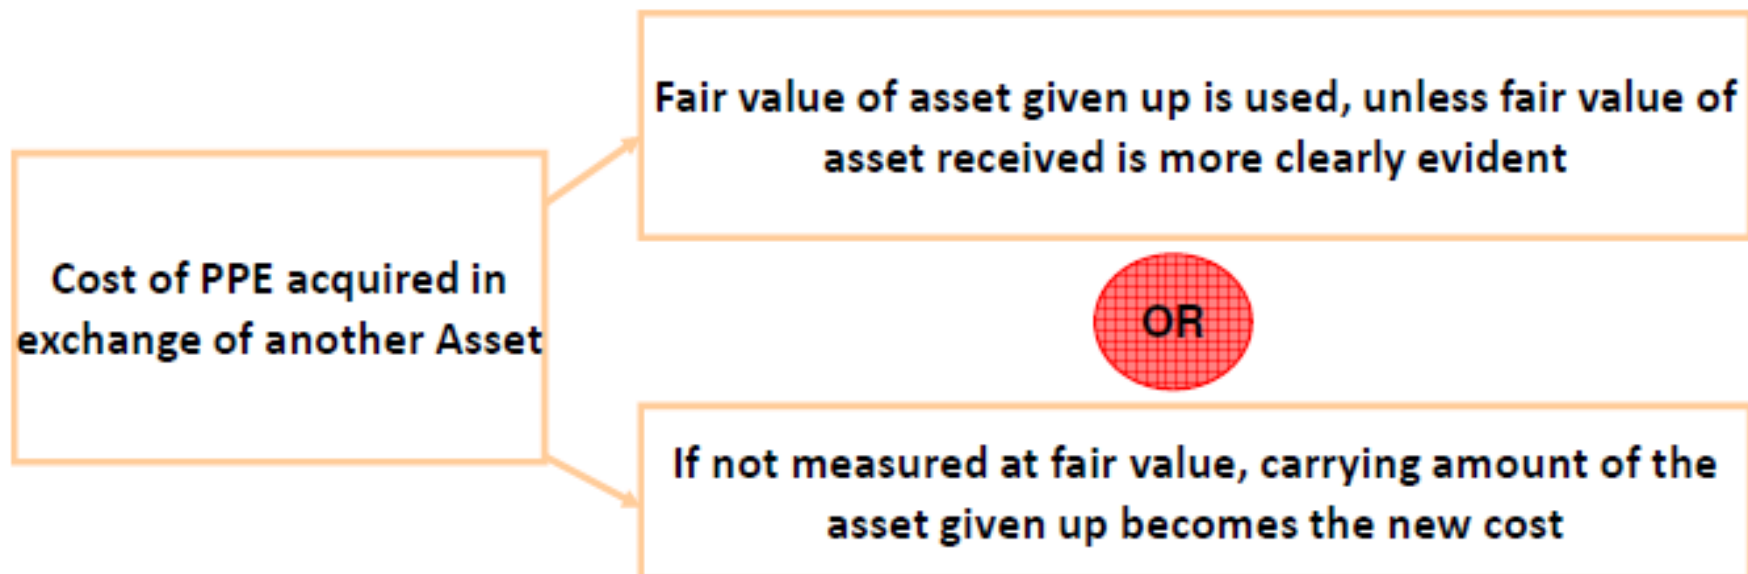 Fair value of asset given up is used, unless fair value of
asset received is more clearly evident
Cost of PPE acquired in
exchange of another Asset
OR
If not measured at fair value, carrying amount of the
asset given up becomes the new cost